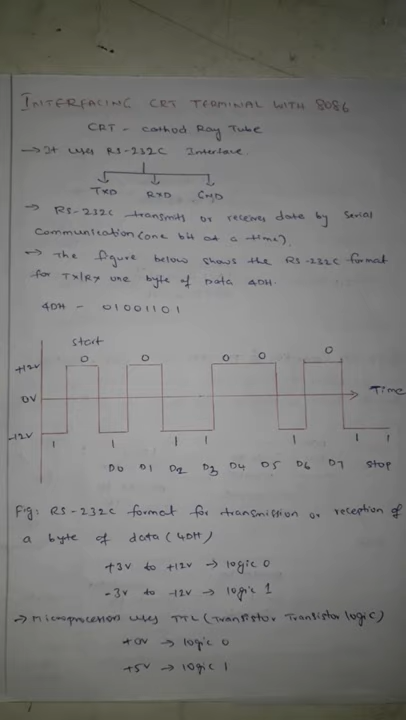 INTERFACING CRT TERMINAL WITH 8086
CRT - Cathod Ray Tube
→ It uses RS-232C Interface.
TXD RXD GND
→ RS-232C transmits or receives data by serial
communication (one bit at a time).
→ The figure below shows the RS-232C format
for TX/RX one byte of Data 4DH.
4DH - 01001101
start
0 0 0 0 0
+12V
0V
Time
-12V
1 1 1 1 1 1 1
D0 D1 D2 D3 D4 D5 D6 D7 stop
Fig: RS-232C format for transmission or reception of
a byte of data (4DH)
+3V to +12V → logic 0
-3V to -12V → logic 1
→ Microprocessor uses TTL (Transistor Transistor logic)
+0V → logic 0
+5V → logic 1